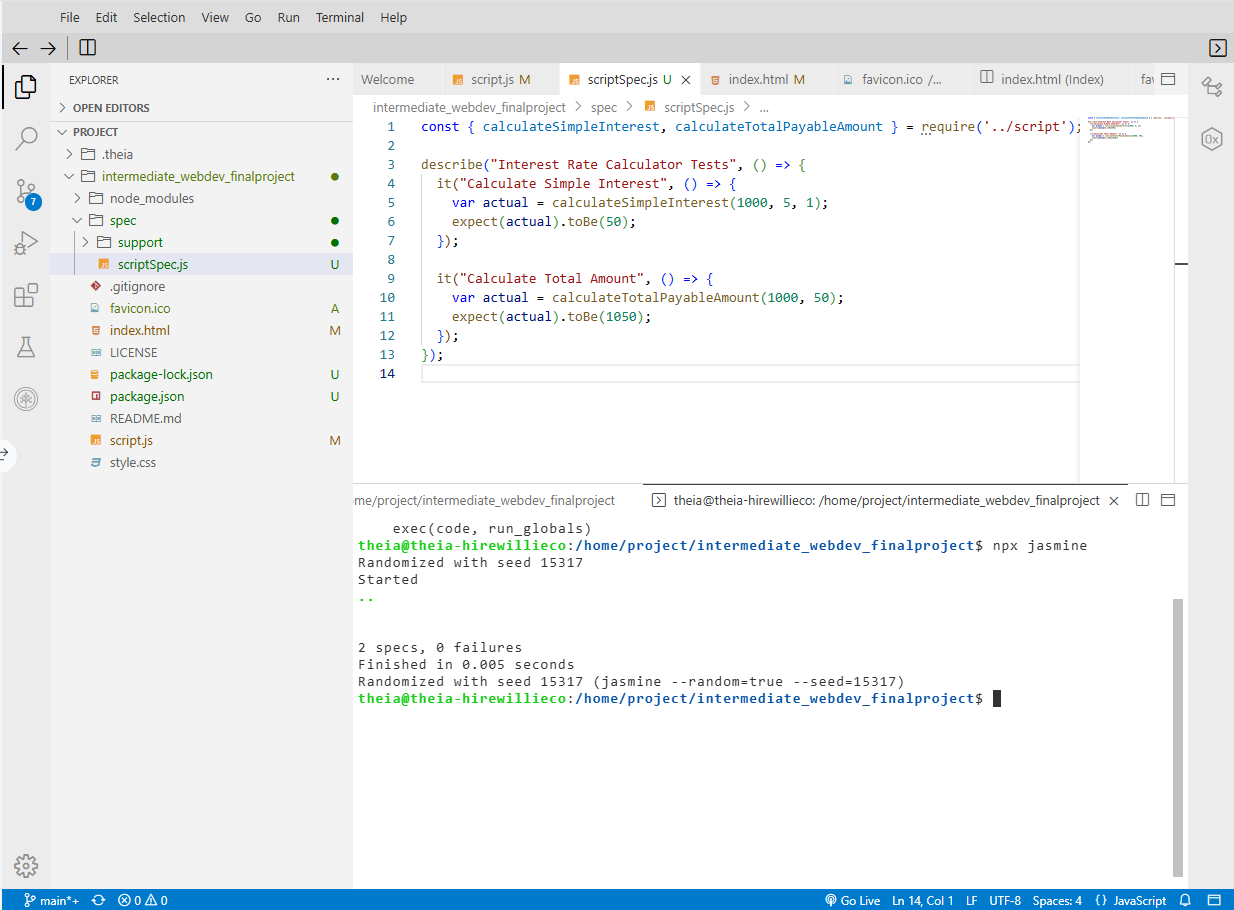 File Edit Selection View Go Run Terminal Help
EXPLORER
OPEN EDITORS
PROJECT
.theia
intermediate_webdev_finalproject
node_modules
spec
support
scriptSpec.js U
.gitignore
favicon.ico A
index.html M
LICENSE
package-lock.json U
package.json U
README.md
script.js M
style.css
7
Welcome script.js M scriptSpec.js U index.html M favicon.ico /... index.html (Index) fav
intermediate_webdev_finalproject > spec > scriptSpec.js > ...
1 const { calculateSimpleInterest, calculateTotalPayableAmount } = require('../script');
2
3 describe("Interest Rate Calculator Tests", () => {
4 it("Calculate Simple Interest", () => {
5 var actual = calculateSimpleInterest(1000, 5, 1);
6 expect(actual).toBe(50);
7 });
8
9 it("Calculate Total Amount", () => {
10 var actual = calculateTotalPayableAmount(1000, 50);
11 expect(actual).toBe(1050);
12 });
13 });
14
me/project/intermediate_webdev_finalproject theia@theia-hirewillieco: /home/project/intermediate_webdev_finalproject
exec(code, run_globals)
theia@theia-hirewillieco:/home/project/intermediate_webdev_finalproject$ npx jasmine
Randomized with seed 15317
Started
..
2 specs, 0 failures
Finished in 0.005 seconds
Randomized with seed 15317 (jasmine --random=true --seed=15317)
theia@theia-hirewillieco:/home/project/intermediate_webdev_finalproject$
0x
main*+ 0 0 Go Live Ln 14, Col 1 LF UTF-8 Spaces: 4 {} JavaScript